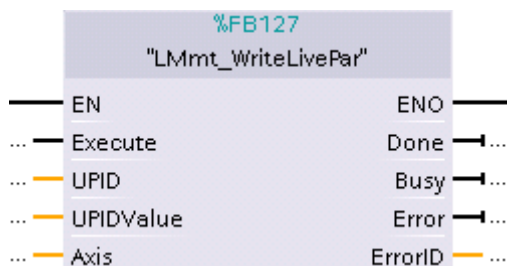 %FB127
"LMmt_WriteLivePar"
EN ENO
... Execute Done ...
... UPID Busy ...
... UPIDValue Error ...
... Axis ErrorID ...